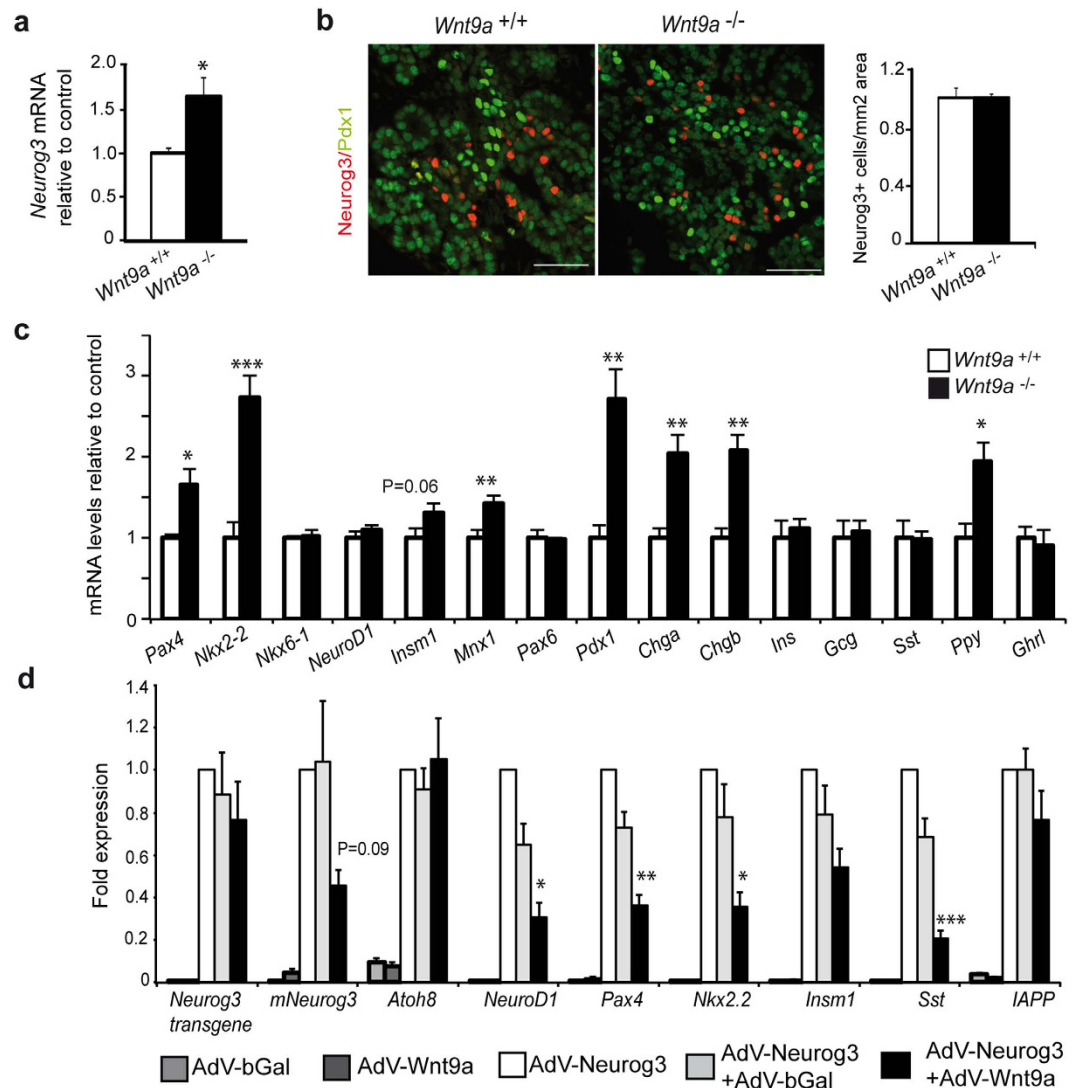 a
Neurog3 mRNA
relative to control
2.0
1.5
1.0
0.5
0
*
Wnt9a +/+
Wnt9a -/-
b
Wnt9a +/+
Wnt9a -/-
Neurog3/Pdx1
Neurog3+ cells/mm2 area
1.2
0.8
0.4
0
Wnt9a +/+
Wnt9a -/-
c
mRNA levels relative to control
3
2
1
0
*
***
P=0.06
**
**
**
**
*
Wnt9a +/+
Wnt9a -/-
Pax4
Nkx2-2
Nkx6-1
NeuroD1
Insm1
Mnx1
Pax6
Pdx1
Chga
Chgb
Ins
Gcg
Sst
Ppy
Ghrl
d
Fold expression
1.4
1.2
1.0
0.8
0.6
0.4
0.2
0
P=0.09
*
**
*
***
Neurog3
transgene
mNeurog3
Atoh8
NeuroD1
Pax4
Nkx2.2
Insm1
Sst
IAPP
AdV-bGal
AdV-Wnt9a
AdV-Neurog3
AdV-Neurog3
+AdV-bGal
AdV-Neurog3
+AdV-Wnt9a